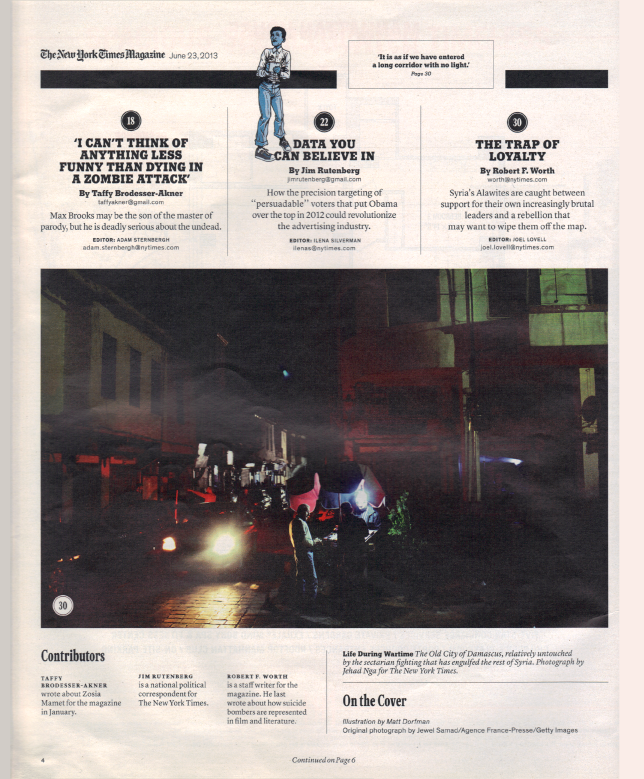 The New York Times Magazine June 23, 2013
‘It is as if we have entered
a long corridor with no light.’
Page 30
18
‘I CAN’T THINK OF
ANYTHING LESS
FUNNY THAN DYING IN
A ZOMBIE ATTACK’
By Taffy Brodesser-Akner
taffyakner@gmail.com
Max Brooks may be the son of the master of
parody, but he is deadly serious about the undead.
EDITOR: ADAM STERNBERGH
adam.sternbergh@nytimes.com
22
DATA YOU
CAN BELIEVE IN
By Jim Rutenberg
jimrutenberg@gmail.com
How the precision targeting of
“persuadable” voters that put Obama
over the top in 2012 could revolutionize
the advertising industry.
EDITOR: ILENA SILVERMAN
ilenas@nytimes.com
30
THE TRAP OF
LOYALTY
By Robert F. Worth
worth@nytimes.com
Syria’s Alawites are caught between
support for their own increasingly brutal
leaders and a rebellion that
may want to wipe them off the map.
EDITOR: JOEL LOVELL
joel.lovell@nytimes.com
30
Contributors
TAFFY
BRODESSER-AKNER
wrote about Zosia
Mamet for the magazine
in January.
JIM RUTENBERG
is a national political
correspondent for
The New York Times.
ROBERT F. WORTH
is a staff writer for the
magazine. He last
wrote about how suicide
bombers are represented
in film and literature.
Life During Wartime The Old City of Damascus, relatively untouched
by the sectarian fighting that has engulfed the rest of Syria. Photograph by
Jehad Nga for The New York Times.
On the Cover
Illustration by Matt Dorfman
Original photograph by Jewel Samad/Agence France-Presse/Getty Images
4
Continued on Page 6